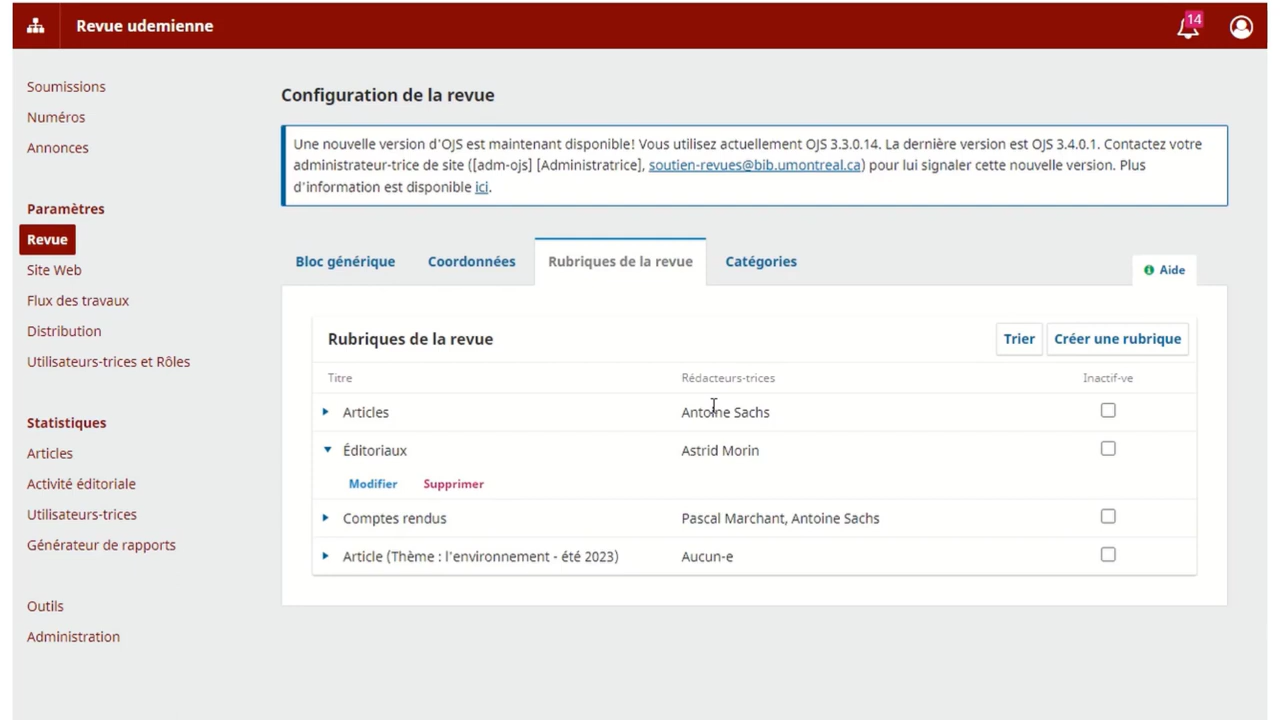 Revue udemienne
14
Soumissions
Numéros
Annonces
Paramètres
Revue
Site Web
Flux des travaux
Distribution
Utilisateurs-trices et Rôles
Statistiques
Articles
Activité éditoriale
Utilisateurs-trices
Générateur de rapports
Outils
Administration
Configuration de la revue
Une nouvelle version d'OJS est maintenant disponible! Vous utilisez actuellement OJS 3.3.0.14. La dernière version est OJS 3.4.0.1. Contactez votre
administrateur-trice de site ([adm-ojs] [Administratrice], soutien-revues@bib.umontreal.ca) pour lui signaler cette nouvelle version. Plus
d'information est disponible ici.
Bloc générique Coordonnées Rubriques de la revue Catégories
Aide
Rubriques de la revue Trier Créer une rubrique
Titre Rédacteurs-trices Inactif-ve
Articles Antoine Sachs
Éditoriaux Astrid Morin
Modifier Supprimer
Comptes rendus Pascal Marchant, Antoine Sachs
Article (Thème : l'environnement - été 2023) Aucun-e